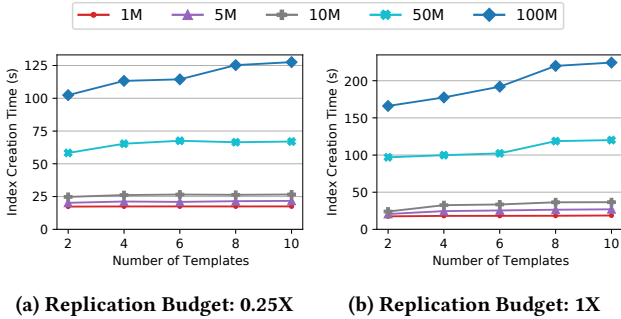 1M 5M 10M 50M 100M
Index Creation Time (s)
125
100
75
50
25
0
2 4 6 8 10
Number of Templates
(a) Replication Budget: 0.25X
Index Creation Time (s)
200
150
100
50
0
2 4 6 8 10
Number of Templates
(b) Replication Budget: 1X